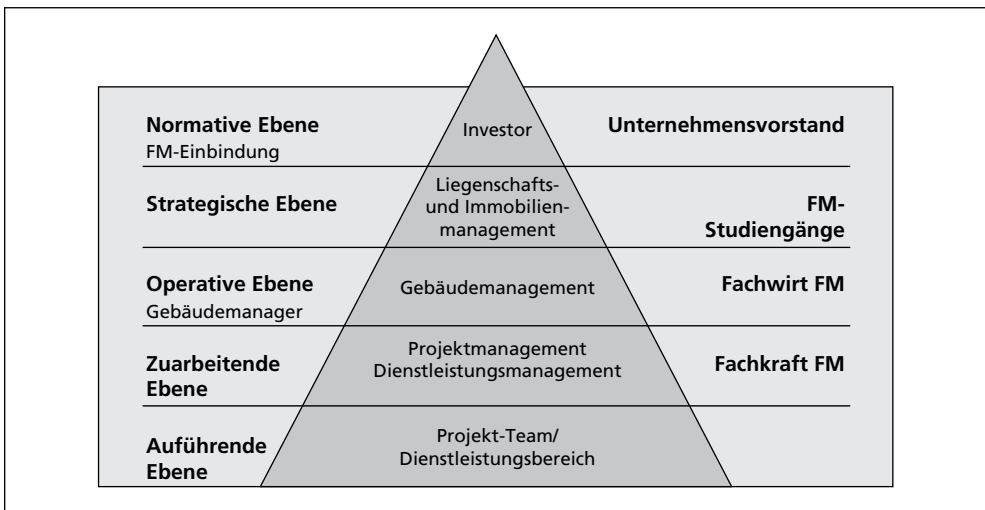 Normative Ebene
FM-Einbindung
Investor
Unternehmensvorstand
Strategische Ebene
Liegenschafts-
und Immobilien-
management
FM-
Studiengänge
Operative Ebene
Gebäudemanager
Gebäudemanagement
Fachwirt FM
Zuarbeitende
Ebene
Projektmanagement
Dienstleistungsmanagement
Fachkraft FM
Auführende
Ebene
Projekt-Team/
Dienstleistungsbereich